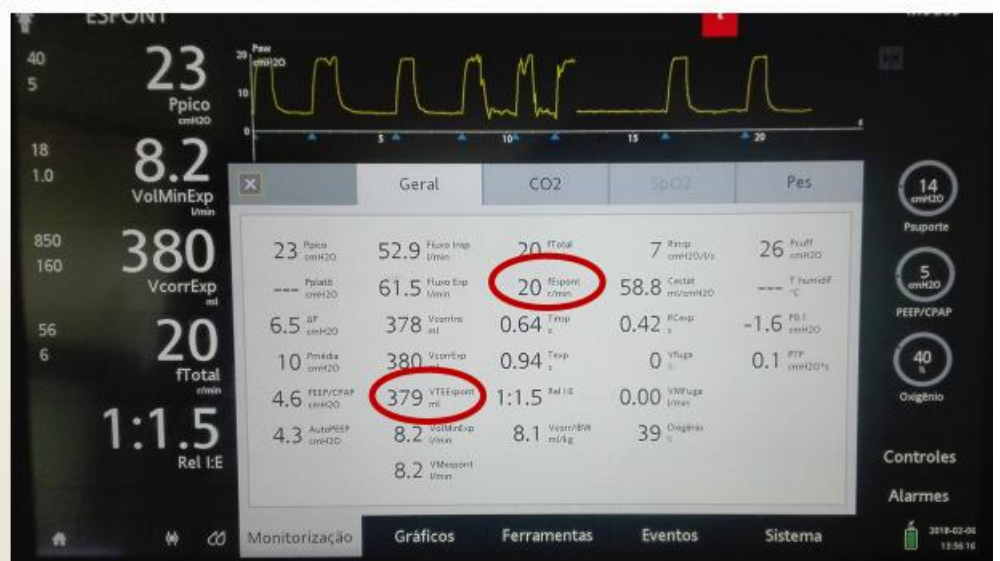 ESPONT
40
5
23
Ppico
cmH2O
Paw
cmH2O
20
10
0
5
10
15
20
s
18
1.0
8.2
VolMinExp
l/min
850
160
380
VcorrExp
ml
56
6
20
fTotal
c/min
1:1.5
Rel I:E
X
Geral
CO2
SpO2
Pes
23 Ppico cmH2O
52.9 Fluxo Insp l/min
20 fTotal
7 Rinsp cmH2O/l/s
26 Pcuff cmH2O
--- Pplatô cmH2O
61.5 Fluxo Exp l/min
20 fEspont r/min
58.8 Cestat ml/cmH2O
--- T humidif °C
6.5 ΔP cmH2O
378 VcorrIns ml
0.64 Tinsp s
0.42 RCexp s
-1.6 P0.1 cmH2O
10 Pmédia cmH2O
380 VcorrExp ml
0.94 Texp s
0 Vfuga %
0.1 PTP cmH2O*s
4.6 PEEP/CPAP cmH2O
379 VTEEspont ml
1:1.5 Rel I:E
0.00 VMFuga l/min
4.3 AutoPEEP cmH2O
8.2 VolMinExp l/min
8.1 Vcorr/IBW ml/kg
39 Oxigênio %
8.2 VMespont l/min
14
cmH2O
Psuporte
5
cmH2O
PEEP/CPAP
40
%
Oxigênio
Controles
Alarmes
Monitorização
Gráficos
Ferramentas
Eventos
Sistema
2018-02-06
13:56:16